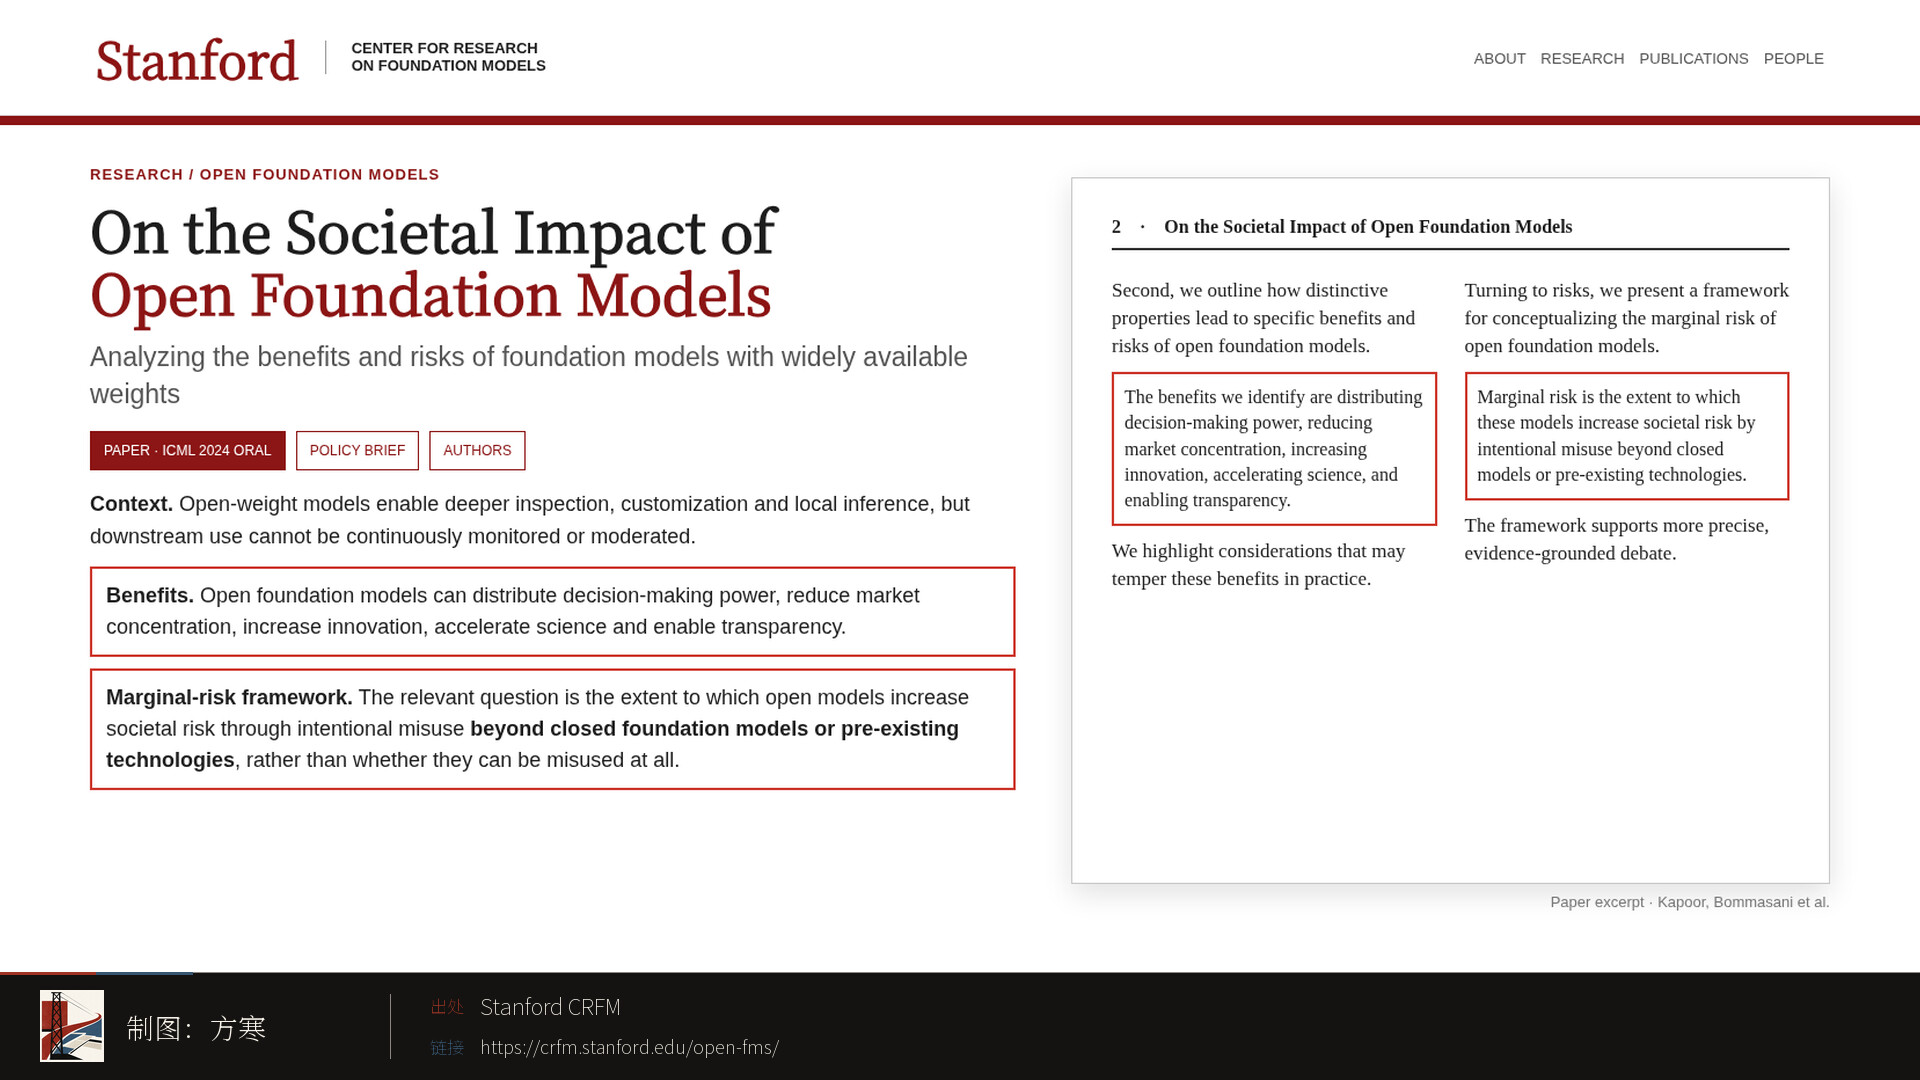 Stanford
CENTER FOR RESEARCH
ON FOUNDATION MODELS
ABOUT RESEARCH PUBLICATIONS PEOPLE
RESEARCH / OPEN FOUNDATION MODELS
On the Societal Impact of
Open Foundation Models
Analyzing the benefits and risks of foundation models with widely available
weights
PAPER · ICML 2024 ORAL
POLICY BRIEF
AUTHORS
Context. Open-weight models enable deeper inspection, customization and local inference, but
downstream use cannot be continuously monitored or moderated.
Benefits. Open foundation models can distribute decision-making power, reduce market
concentration, increase innovation, accelerate science and enable transparency.
Marginal-risk framework. The relevant question is the extent to which open models increase
societal risk through intentional misuse beyond closed foundation models or pre-existing
technologies, rather than whether they can be misused at all.
2 · On the Societal Impact of Open Foundation Models
Second, we outline how distinctive
properties lead to specific benefits and
risks of open foundation models.
The benefits we identify are distributing
decision-making power, reducing
market concentration, increasing
innovation, accelerating science, and
enabling transparency.
We highlight considerations that may
temper these benefits in practice.
Turning to risks, we present a framework
for conceptualizing the marginal risk of
open foundation models.
Marginal risk is the extent to which
these models increase societal risk by
intentional misuse beyond closed
models or pre-existing technologies.
The framework supports more precise,
evidence-grounded debate.
Paper excerpt · Kapoor, Bommasani et al.
制图：方寒
出处 Stanford CRFM
链接 https://crfm.stanford.edu/open-fms/